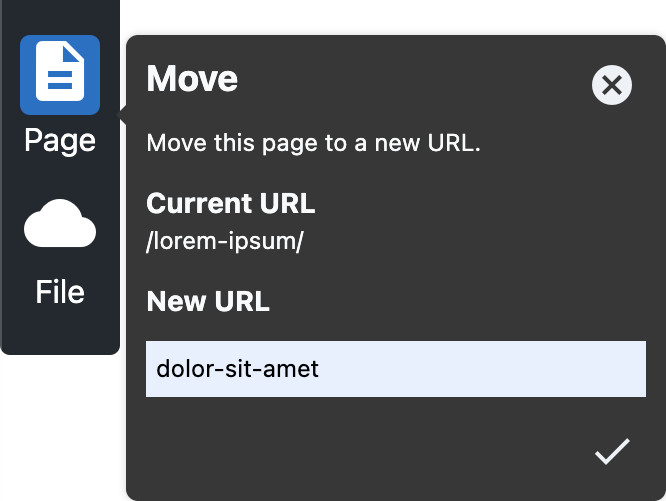 Page
File
Move
Move this page to a new URL.
Current URL
/lorem-ipsum/
New URL
dolor-sit-amet